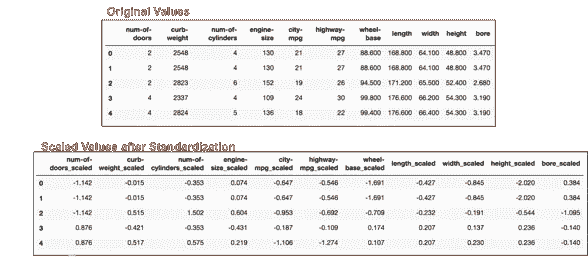 Original Values
num-of-doors curb-weight num-of-cylinders engine-size city-mpg highway-mpg wheel-base length width height bore
0 2 2548 4 130 21 27 88.600 168.800 64.100 48.800 3.470
1 2 2548 4 130 21 27 88.600 168.800 64.100 48.800 3.470
2 2 2823 6 152 19 26 94.500 171.200 65.500 52.400 2.680
3 4 2337 4 109 24 30 99.800 176.600 66.200 54.300 3.190
4 4 2824 5 136 18 22 99.400 176.600 66.400 54.300 3.190
Scaled Values after Standardization
num-of-doors_scaled curb-weight_scaled num-of-cylinders_scaled engine-size_scaled city-mpg_scaled highway-mpg_scaled wheel-base_scaled length_scaled width_scaled height_scaled bore_scaled
0 -1.142 -0.015 -0.353 0.074 -0.647 -0.546 -1.691 -0.427 -0.845 -2.020 0.384
1 -1.142 -0.015 -0.353 0.074 -0.647 -0.546 -1.691 -0.427 -0.845 -2.020 0.384
2 -1.142 0.515 1.502 0.604 -0.953 -0.692 -0.709 -0.232 -0.191 -0.544 -1.085
3 0.876 -0.421 -0.353 -0.431 -0.187 -0.109 0.174 0.207 0.137 0.236 -0.140
4 0.876 0.517 0.575 0.219 -1.106 -1.274 0.107 0.207 0.230 0.236 -0.140